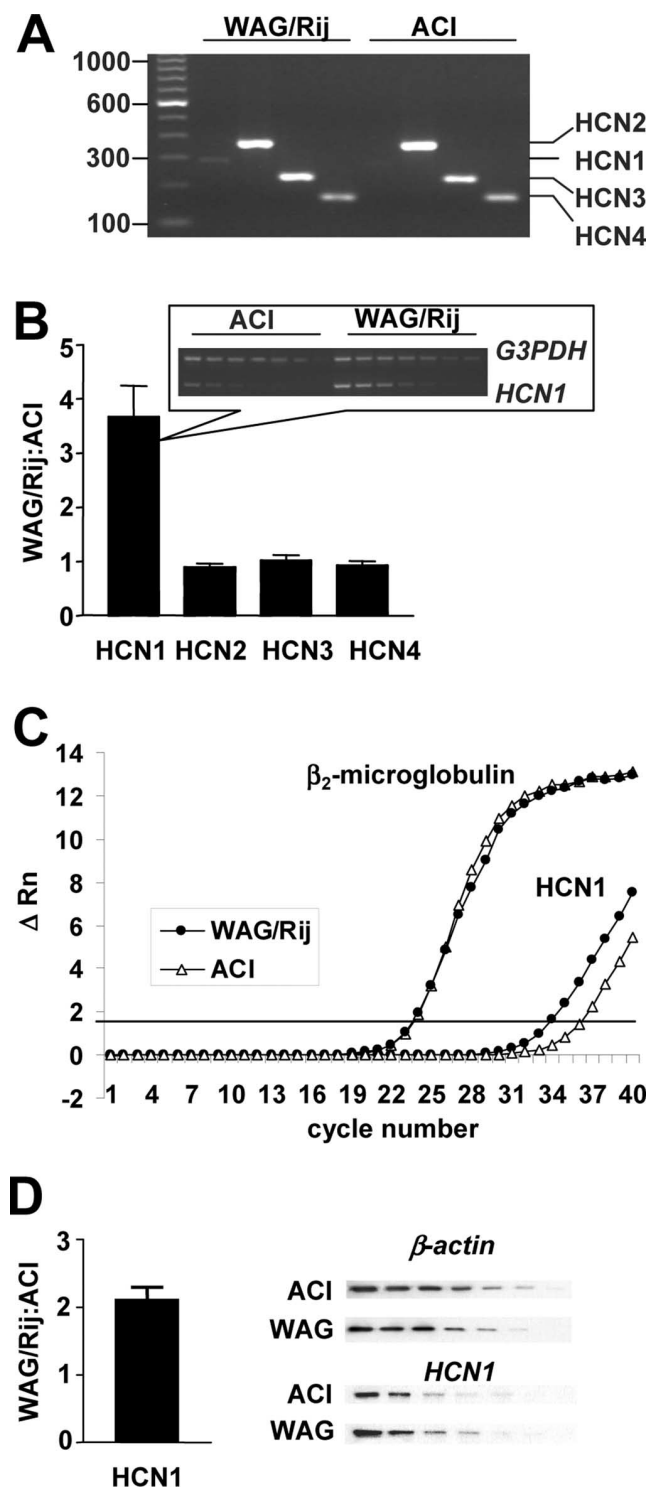 A
WAG/Rij ACI
1000
600
300
100
HCN2
HCN1
HCN3
HCN4
B
ACI WAG/Rij
G3PDH
HCN1
WAG/Rij:ACI
5
4
3
2
1
0
HCN1 HCN2 HCN3 HCN4
C
β2-microglobulin
HCN1
Δ Rn
14
12
10
8
6
4
2
0
-2
WAG/Rij
ACI
1 4 7 10 13 16 19 22 25 28 31 34 37 40
cycle number
D
WAG/Rij:ACI
3
2
1
0
HCN1
β-actin
ACI
WAG
HCN1
ACI
WAG